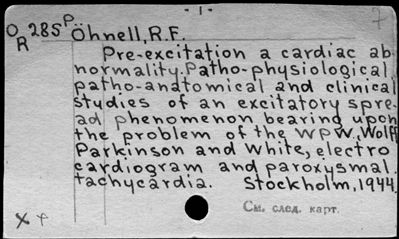 - 1 -
O 285 P..
R
Ohnell, R.F.
Pre-excitation a cardiac ab
normality. Patho-physiological,
patho-anatomical and clinical
studies of an excitatory spre-
ad phenomenon bearing upon
the problem of the WPW, Wolff
Parkinson and White, electro
cardiogram and paroxysmal
tachycardia. Stockholm, 1944.
См. след. карт.